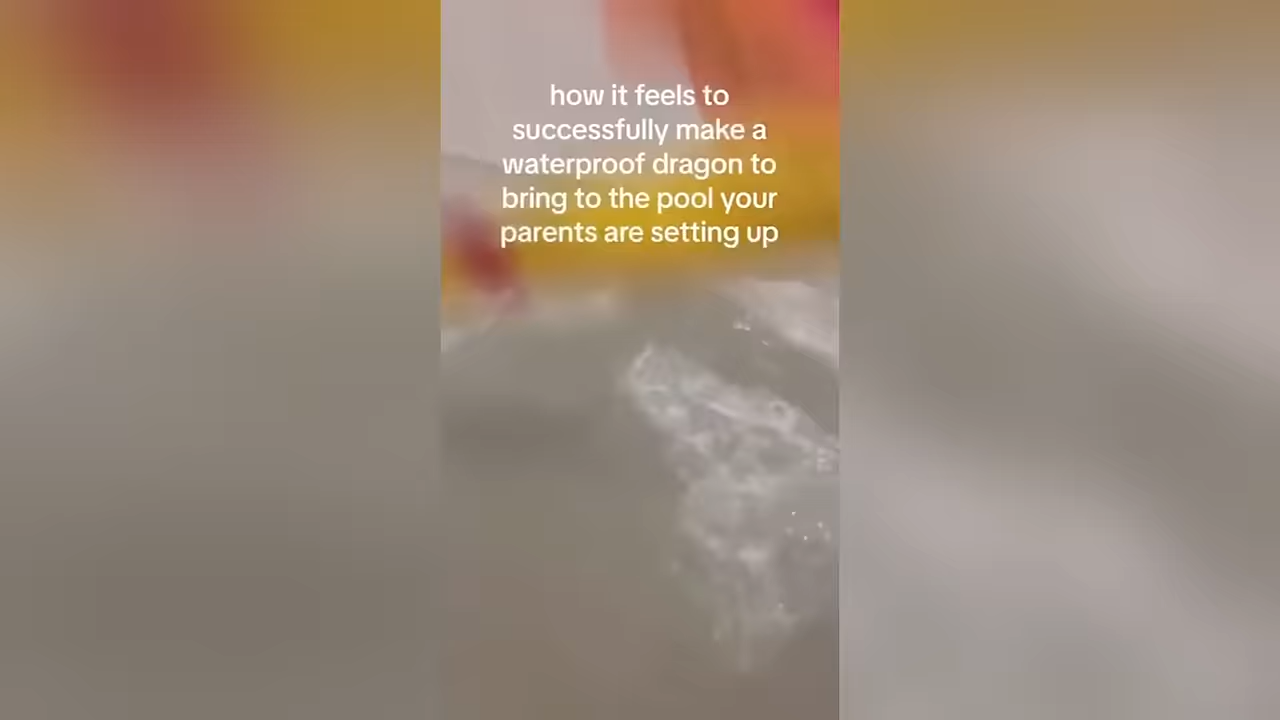 how it feels to
successfully make a
waterproof dragon to
bring to the pool your
parents are setting up